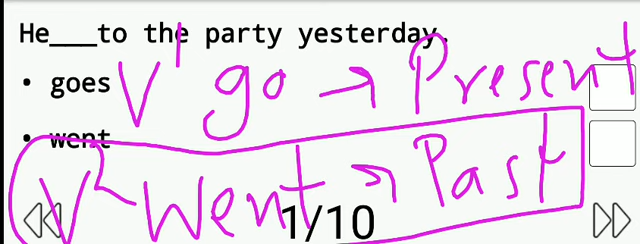 He___to the party yesterday.
• goes
V¹ go → Present
• went
V² Went → Past
1/10